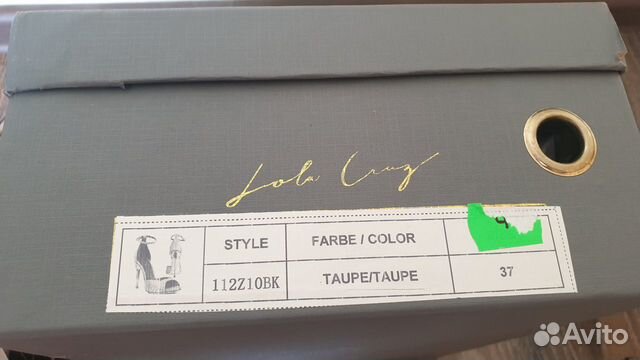 Lola Cruz
STYLE FARBE / COLOR
112Z10BK TAUPE/TAUPE 37
Avito